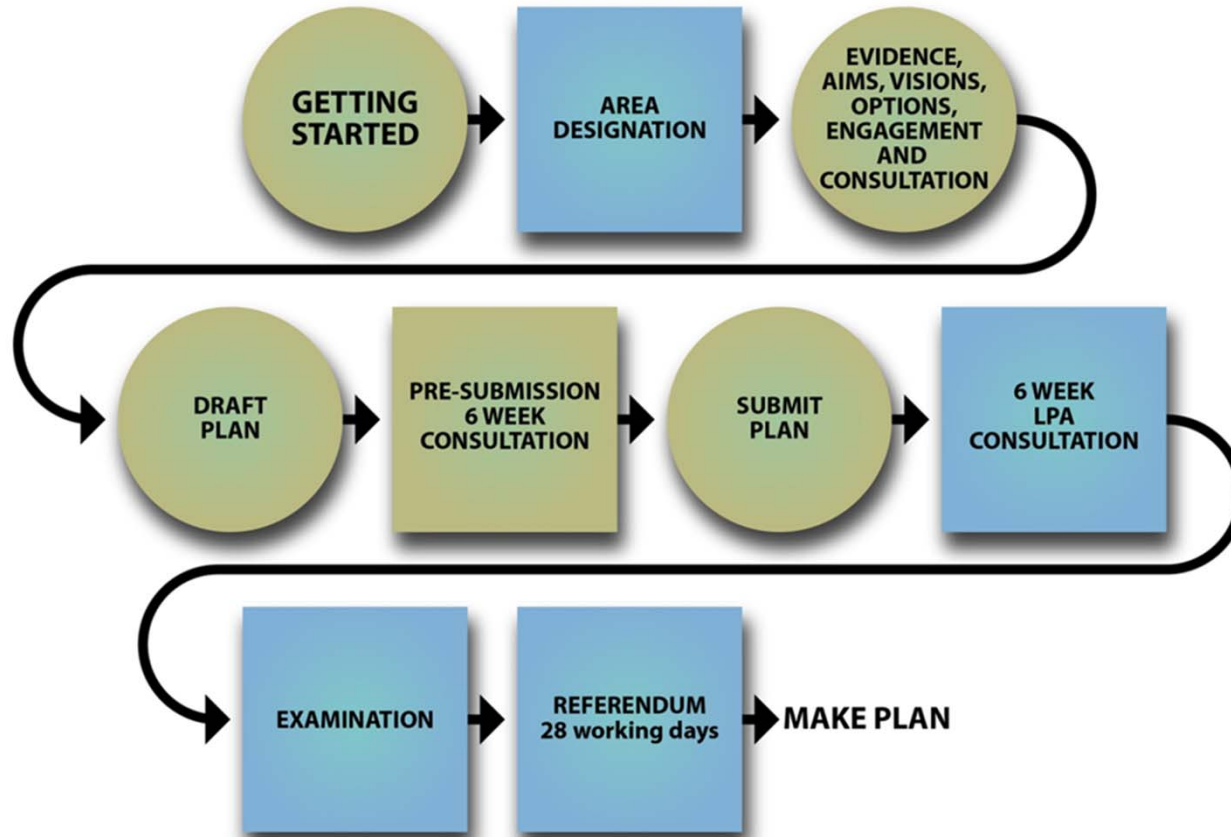 GETTING
STARTED
AREA
DESIGNATION
EVIDENCE,
AIMS, VISIONS,
OPTIONS,
ENGAGEMENT
AND
CONSULTATION
DRAFT
PLAN
PRE-SUBMISSION
6 WEEK
CONSULTATION
SUBMIT
PLAN
6 WEEK
LPA
CONSULTATION
EXAMINATION
REFERENDUM
28 working days
MAKE PLAN